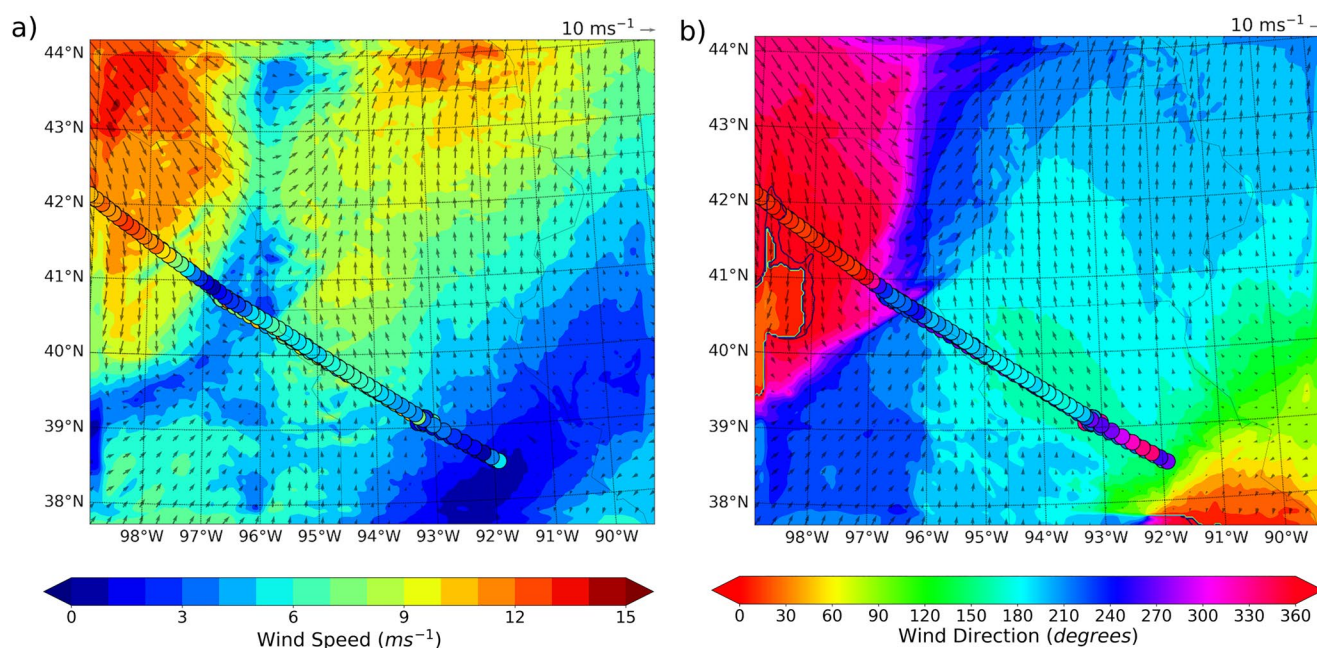 a)
10 ms⁻¹
44°N
43°N
42°N
41°N
40°N
39°N
38°N
98°W 97°W 96°W 95°W 94°W 93°W 92°W 91°W 90°W
0 3 6 9 12 15
Wind Speed (ms⁻¹)
b)
10 ms⁻¹
44°N
43°N
42°N
41°N
40°N
39°N
38°N
98°W 97°W 96°W 95°W 94°W 93°W 92°W 91°W 90°W
0 30 60 90 120 150 180 210 240 270 300 330 360
Wind Direction (degrees)